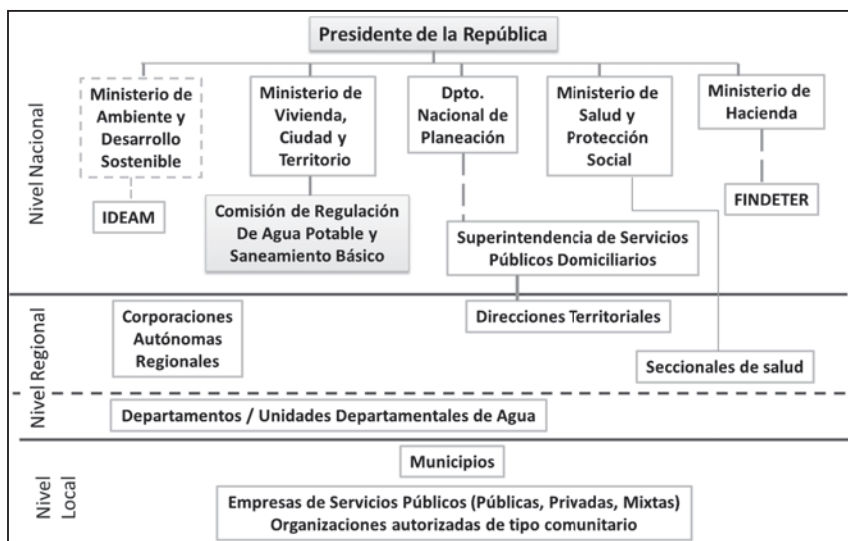 Presidente de la República
Nivel Nacional
Ministerio de
Ambiente y
Desarrollo
Sostenible
Ministerio de
Vivienda,
Ciudad y
Territorio
Dpto.
Nacional de
Planeación
Ministerio de
Salud y
Protección
Social
Ministerio de
Hacienda
IDEAM
Comisión de Regulación
De Agua Potable y
Saneamiento Básico
FINDETER
Superintendencia de Servicios
Públicos Domiciliarios
Nivel Regional
Corporaciones
Autónomas
Regionales
Direcciones Territoriales
Seccionales de salud
Departamentos / Unidades Departamentales de Agua
Nivel
Local
Municipios
Empresas de Servicios Públicos (Públicas, Privadas, Mixtas)
Organizaciones autorizadas de tipo comunitario